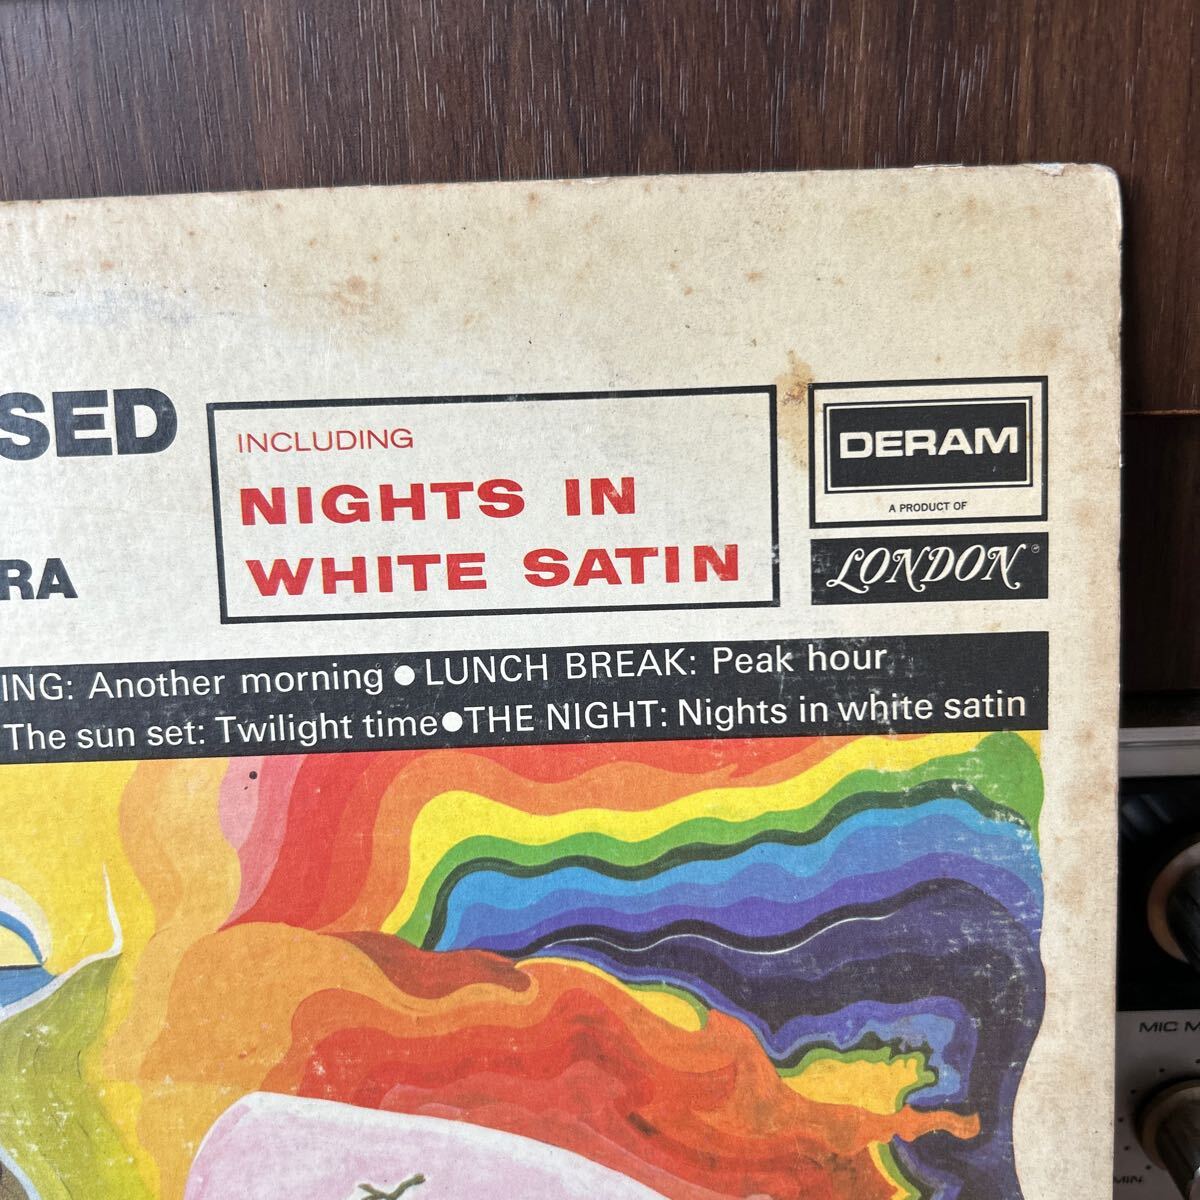 SED
RA
INCLUDING
NIGHTS IN
WHITE SATIN
DERAM
A PRODUCT OF
LONDON®
ING: Another morning ● LUNCH BREAK: Peak hour
The sun set: Twilight time ● THE NIGHT: Nights in white satin
MIC M
MIN.